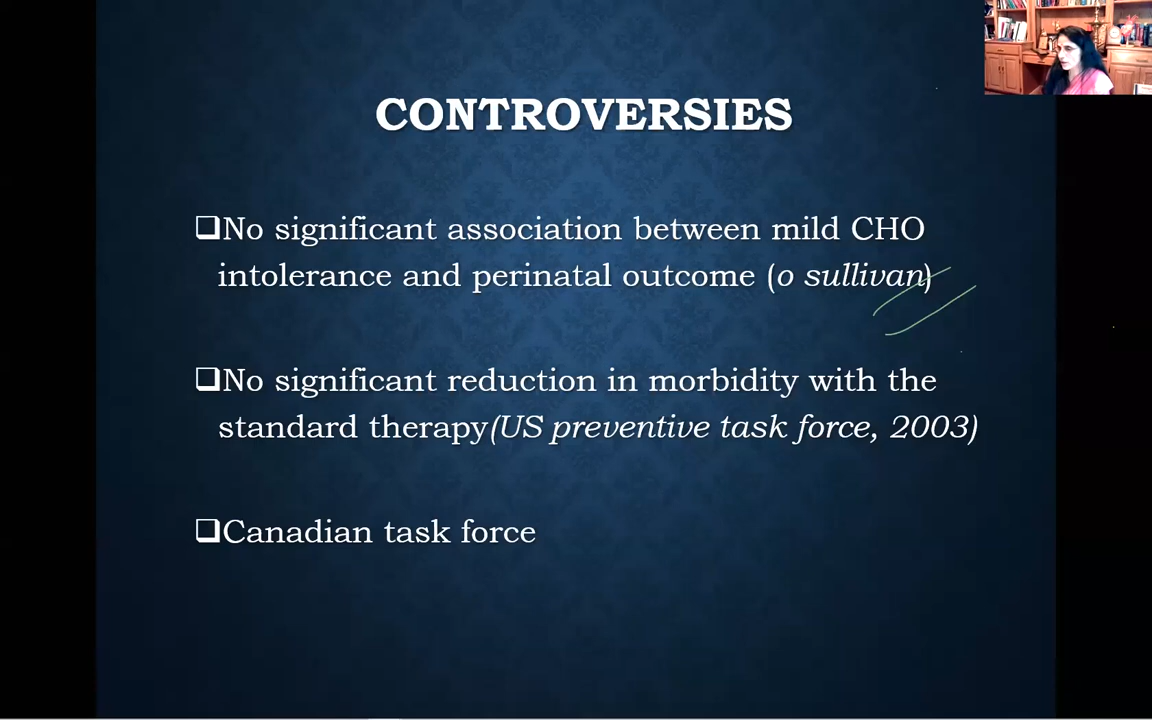 CONTROVERSIES
❑No significant association between mild CHO
intolerance and perinatal outcome (o sullivan)
❑No significant reduction in morbidity with the
standard therapy(US preventive task force, 2003)
❑Canadian task force